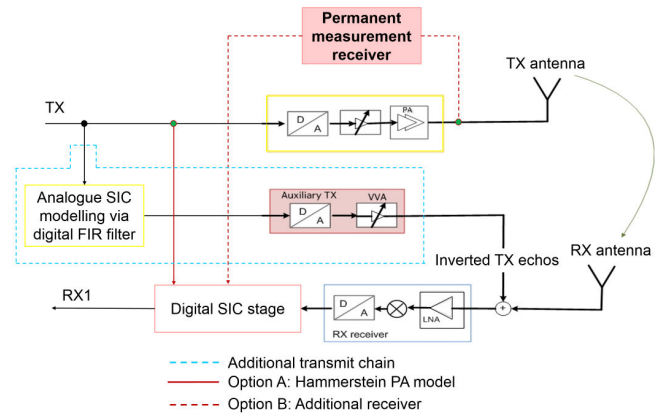 Permanent
measurement
receiver
TX antenna
TX
D
A
PA
Analogue SIC
modelling via
digital FIR filter
Auxiliary TX
VVA
D
A
Inverted TX echos
RX antenna
RX1
Digital SIC stage
D
A
LNA
+
RX receiver
Additional transmit chain
Option A: Hammerstein PA model
Option B: Additional receiver